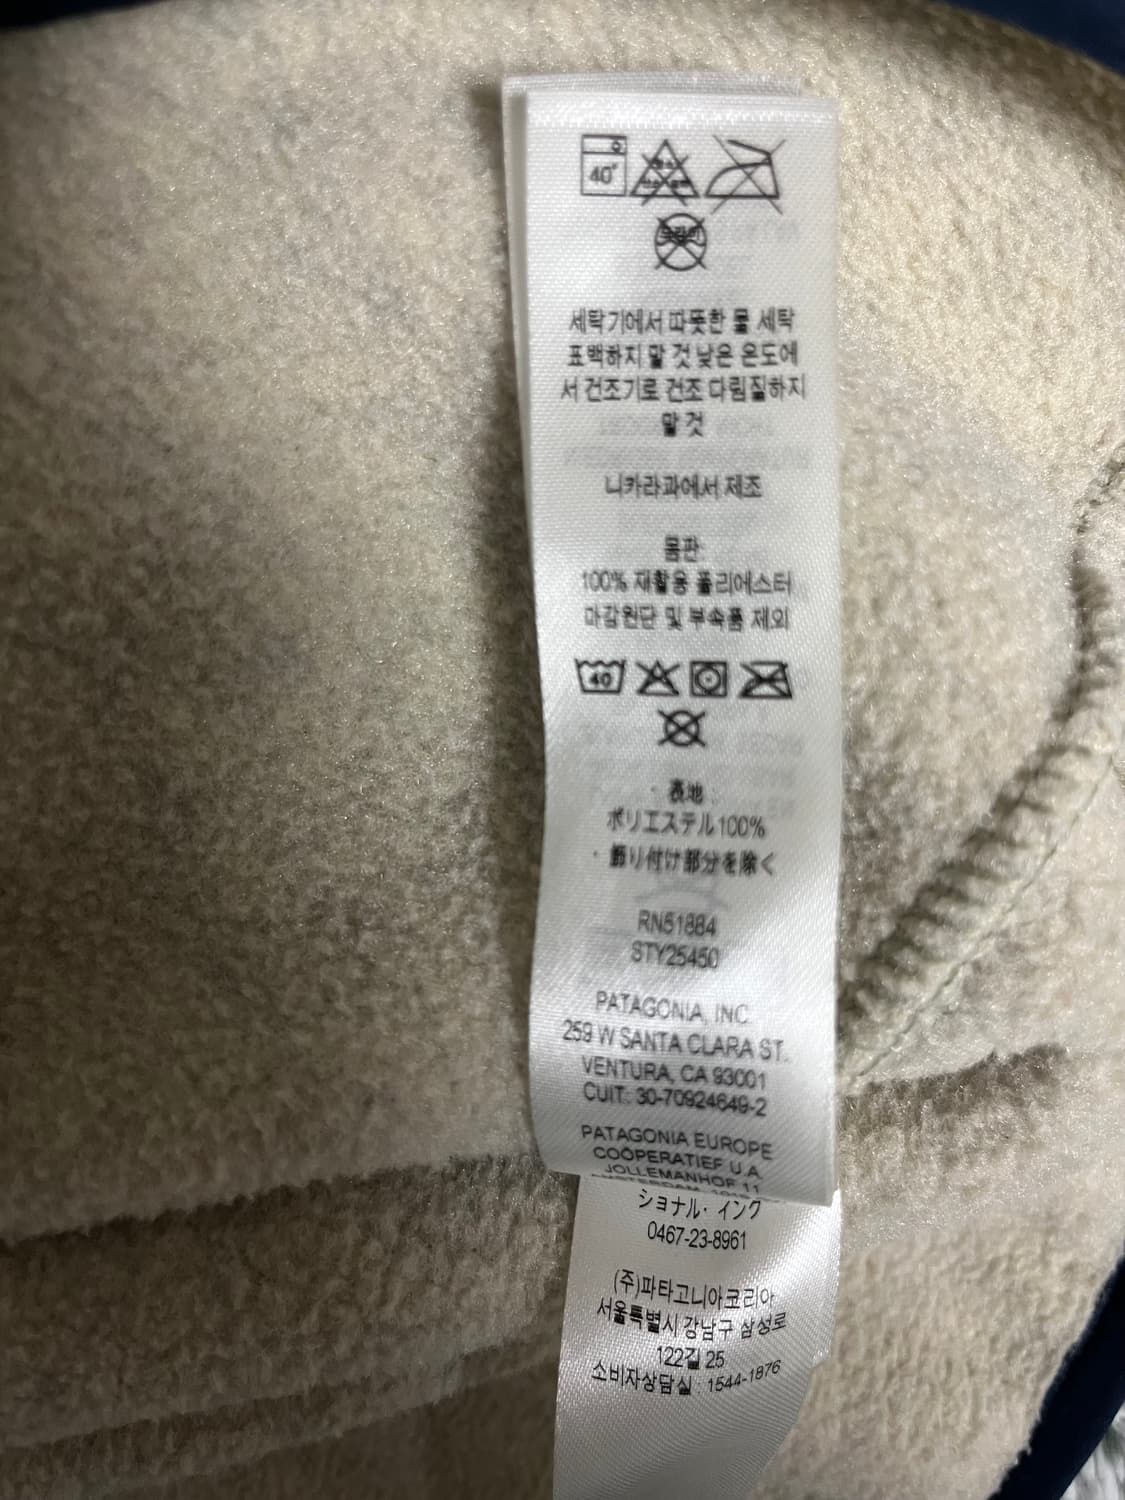 40°
드라이
세탁기에서 따뜻한 물 세탁
표백하지 말 것 낮은 온도에
서 건조기로 건조 다림질하지
말 것
니카라과에서 제조
몸판:
100% 재활용 폴리에스터
마감원단 및 부속품 제외
40
· 表地 :
ポリエステル100%
· 飾り付け部分を除く
RN51884
STY25450
PATAGONIA, INC.
259 W SANTA CLARA ST.
VENTURA, CA 93001
CUIT.: 30-70924649-2
PATAGONIA EUROPE
COÖPERATIEF U.A
JOLLEMANHOF 11
ショナル・インク
0467-23-8961
(주)파타고니아코리아
서울특별시 강남구 삼성로
122길 25
소비자상담실 : 1544-1876